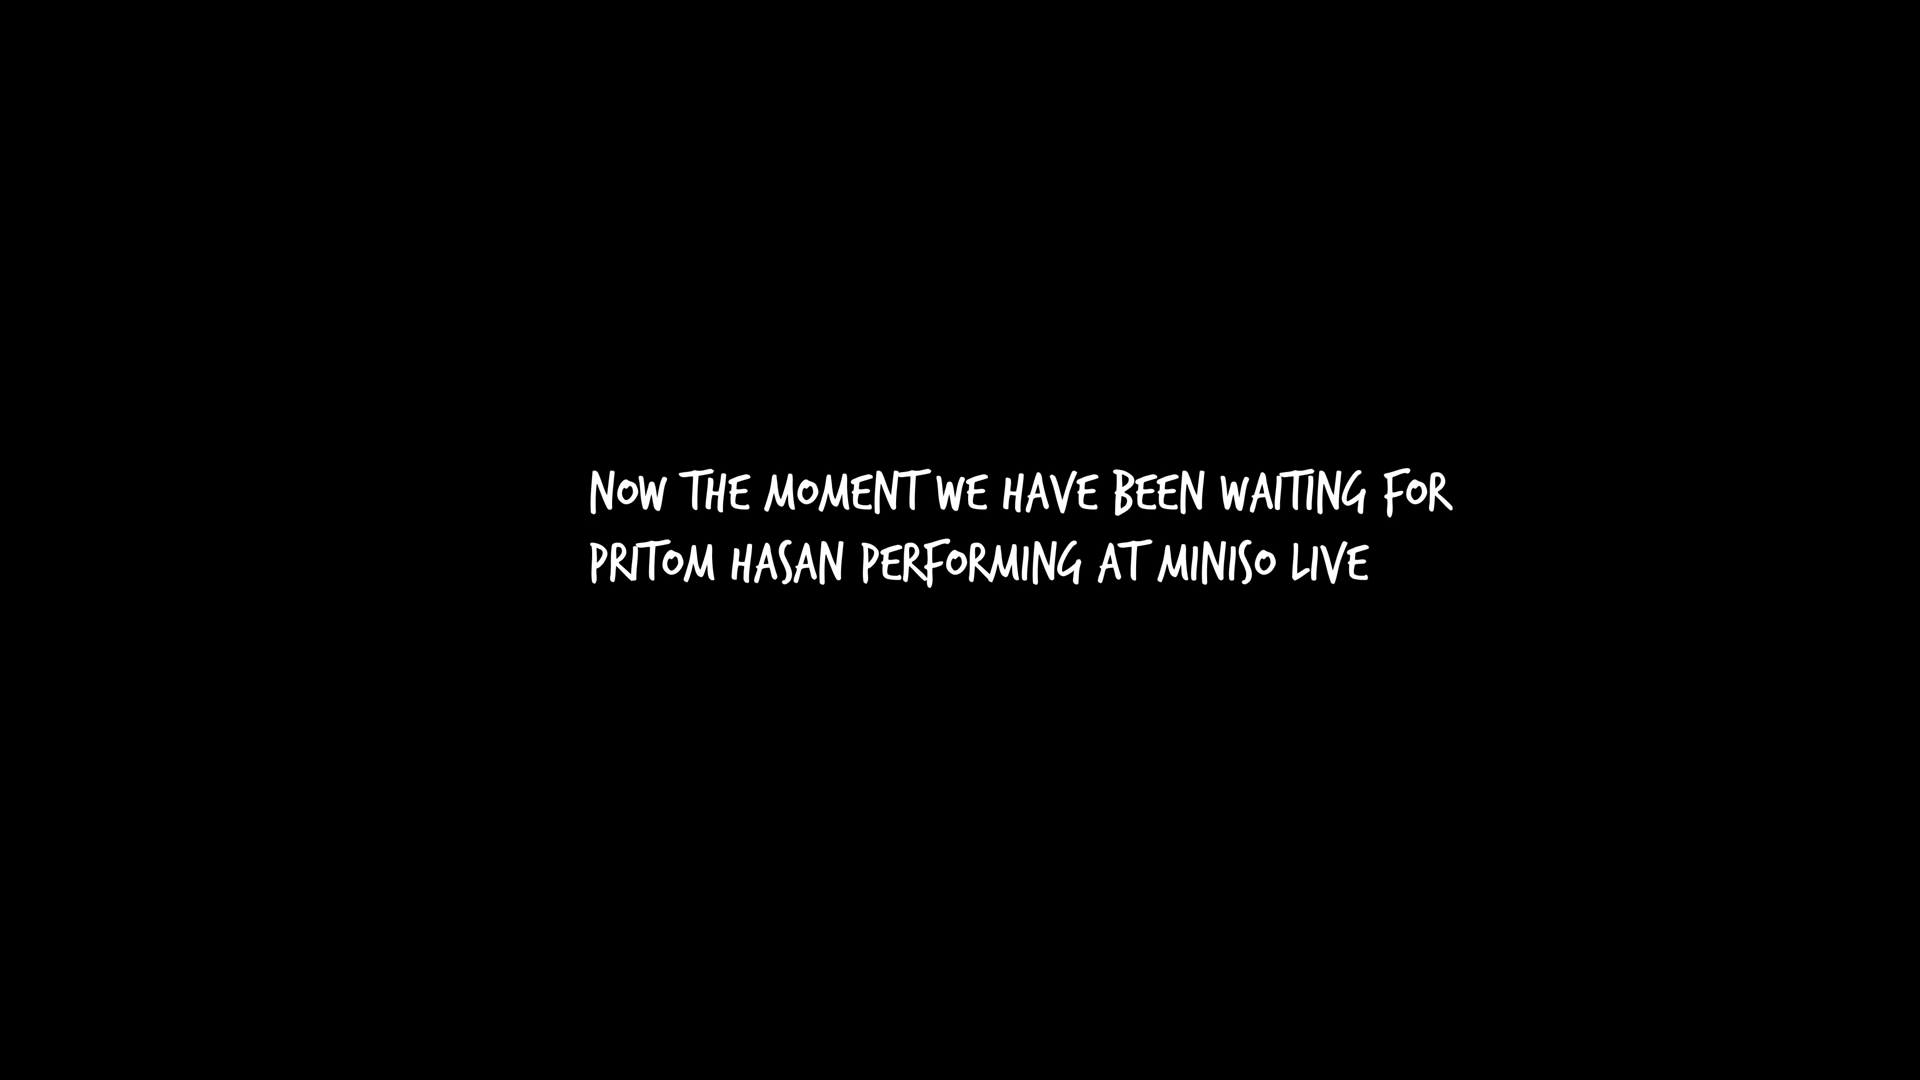 NOW THE MOMENT WE HAVE BEEN WAITING FOR
PRITOM HASAN PERFORMING AT MINISO LIVE